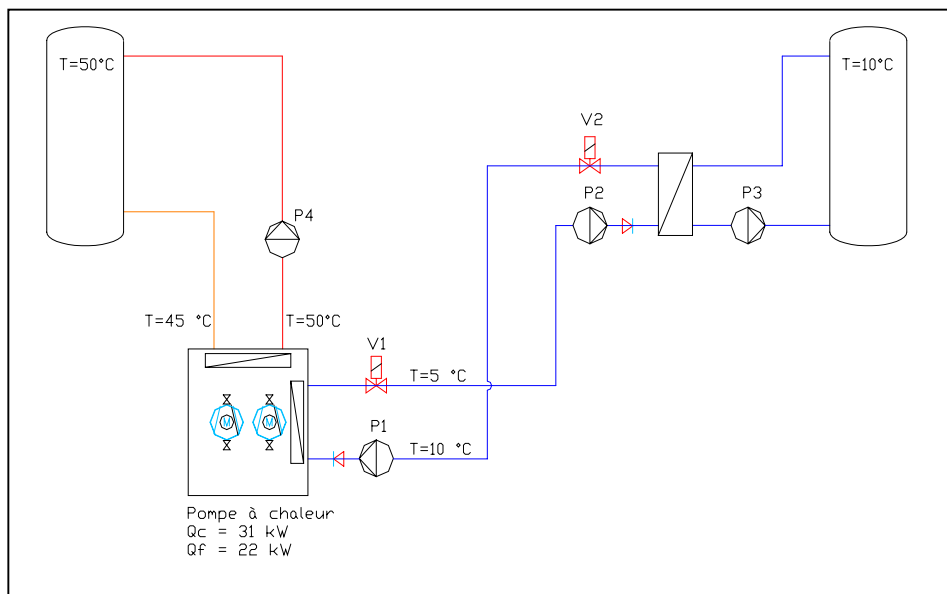 T=50°C
T=10°C
V2
P2
P3
P4
T=45 °C
T=50°C
V1
T=5 °C
P1
T=10 °C
M
M
Pompe à chaleur
Qc = 31 kW
Qf = 22 kW